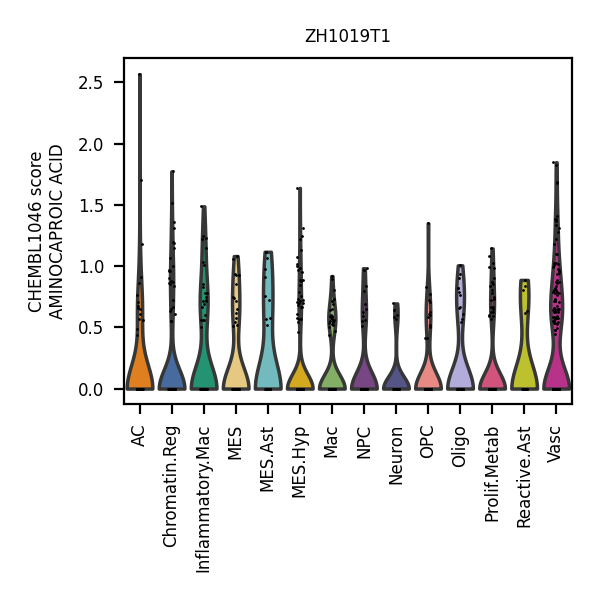 ZH1019T1
CHEMBL1046 score
AMINOCAPROIC ACID
2.5
2.0
1.5
1.0
0.5
0.0
AC
Chromatin.Reg
Inflammatory.Mac
MES
MES.Ast
MES.Hyp
Mac
NPC
Neuron
OPC
Oligo
Prolif.Metab
Reactive.Ast
Vasc